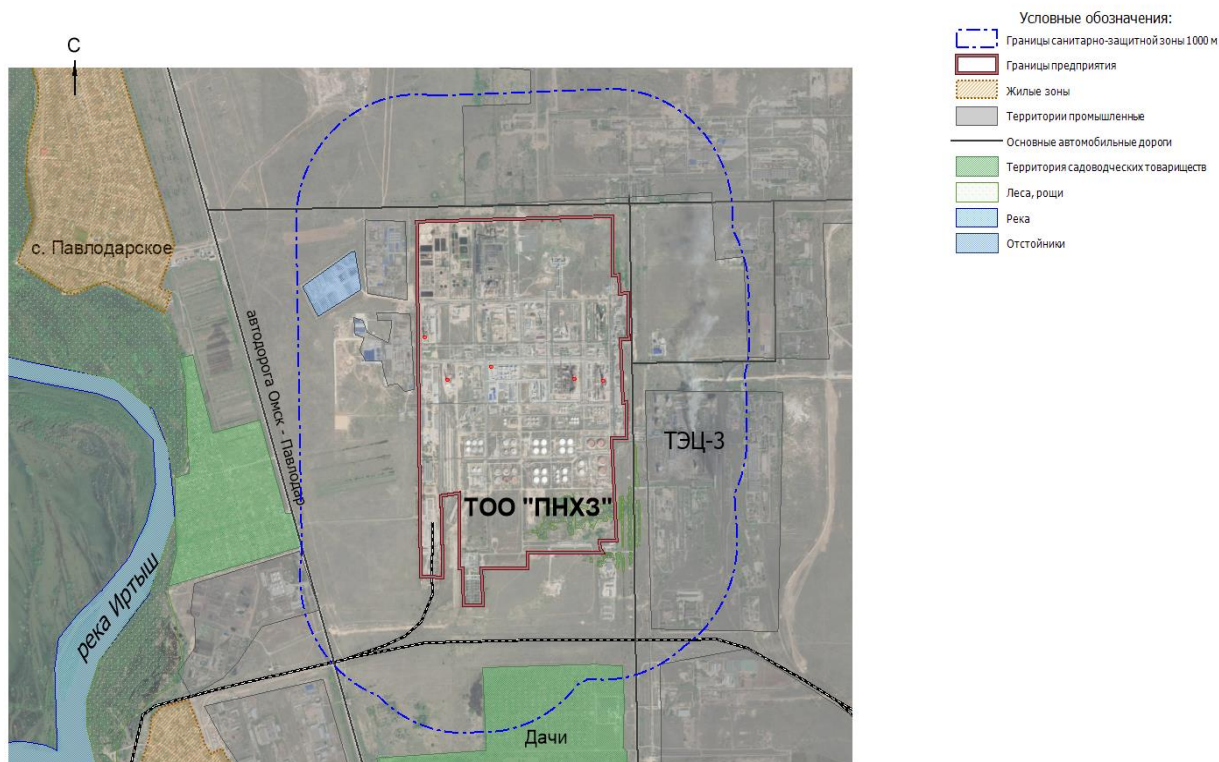 С
с. Павлодарское
автодорога Омск - Павлодар
река Иртыш
ТОО "ПНХЗ"
ТЭЦ-3
Дачи
Условные обозначения:
Границы санитарно-защитной зоны 1000 м
Границы предприятия
Жилые зоны
Территории промышленные
Основные автомобильные дороги
Территория садоводческих товариществ
Леса, рощи
Река
Отстойники